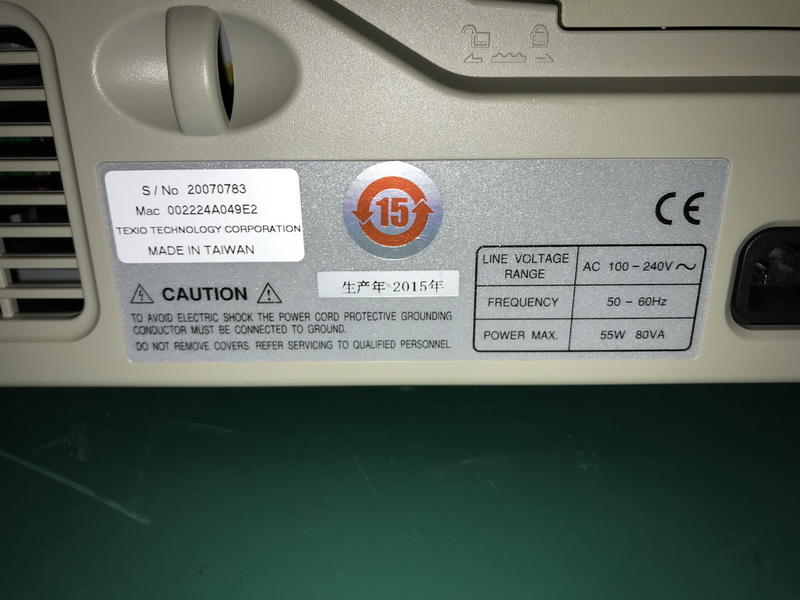 S / No 20070783
Mac 002224A049E2
TEXIO TECHNOLOGY CORPORATION
MADE IN TAIWAN
15
CE
LINE VOLTAGE RANGE AC 100 – 240V ~
FREQUENCY 50 – 60Hz
POWER MAX. 55W 80VA
生产年 2015年
CAUTION
TO AVOID ELECTRIC SHOCK THE POWER CORD PROTECTIVE GROUNDING
CONDUCTOR MUST BE CONNECTED TO GROUND.
DO NOT REMOVE COVERS. REFER SERVICING TO QUALIFIED PERSONNEL.